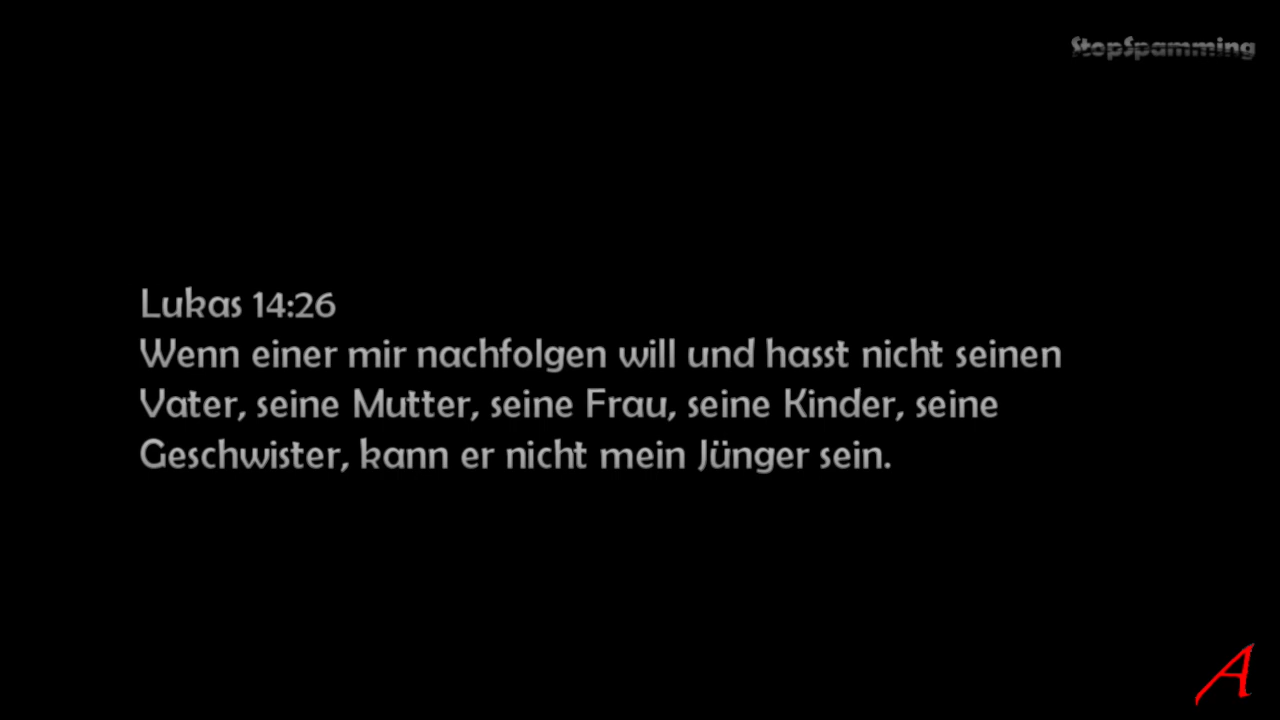 StopSpamming
Lukas 14:26
Wenn einer mir nachfolgen will und hasst nicht seinen
Vater, seine Mutter, seine Frau, seine Kinder, seine
Geschwister, kann er nicht mein Jünger sein.
A